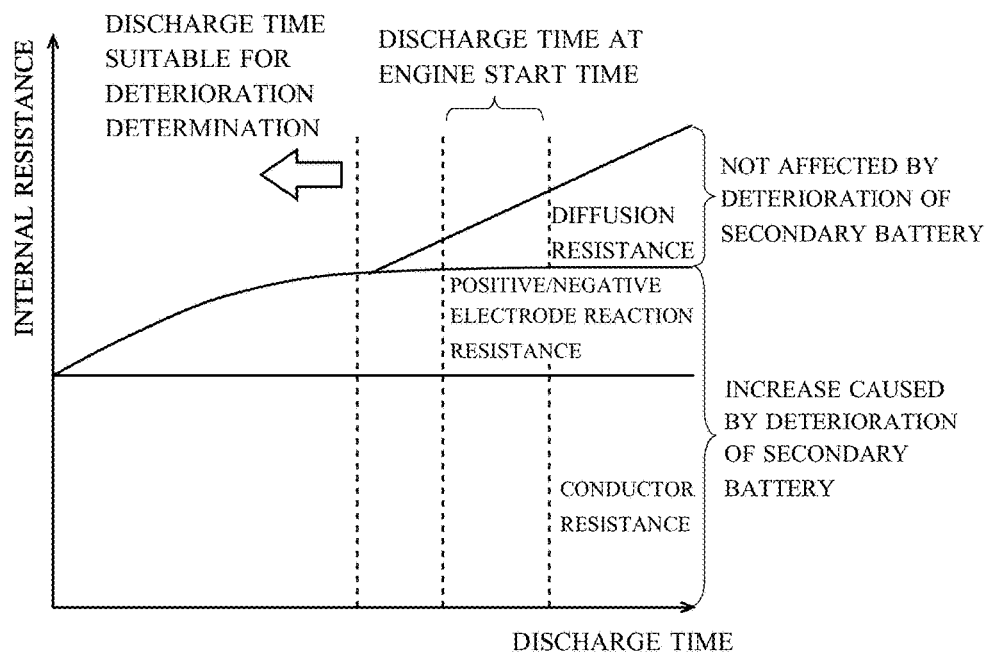 DISCHARGE TIME
SUITABLE FOR
DETERIORATION
DETERMINATION
DISCHARGE TIME AT
ENGINE START TIME
INTERNAL RESISTANCE
NOT AFFECTED BY
DETERIORATION OF
SECONDARY BATTERY
DIFFUSION
RESISTANCE
POSITIVE/NEGATIVE
ELECTRODE REACTION
RESISTANCE
INCREASE CAUSED
BY DETERIORATION
OF SECONDARY
BATTERY
CONDUCTOR
RESISTANCE
DISCHARGE TIME